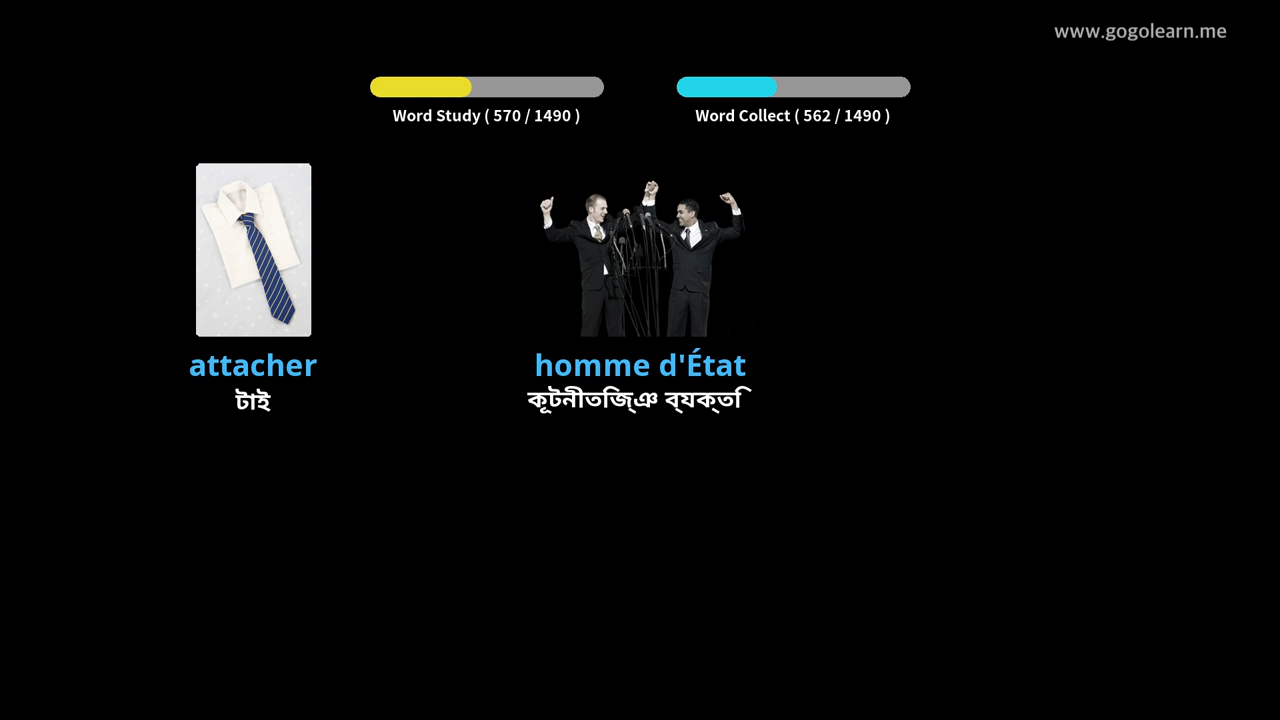 www.gogolearn.me
Word Study ( 570 / 1490 )
Word Collect ( 562 / 1490 )
attacher
টাই
homme d'État
কূটনীতিজ্ঞ ব্যক্তি